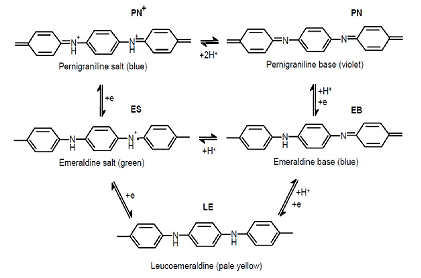 PN+ PN
N+ H N+ H N N
+2H+
Pernigraniline salt (blue) Pernigraniline base (violet)
+e +H+
+e
ES EB
N H N+ H N H N
+H+
Emeraldine salt (green) Emeraldine base (blue)
+e LE +H+
+e
N H N H
Leucoemeraldine (pale yellow)